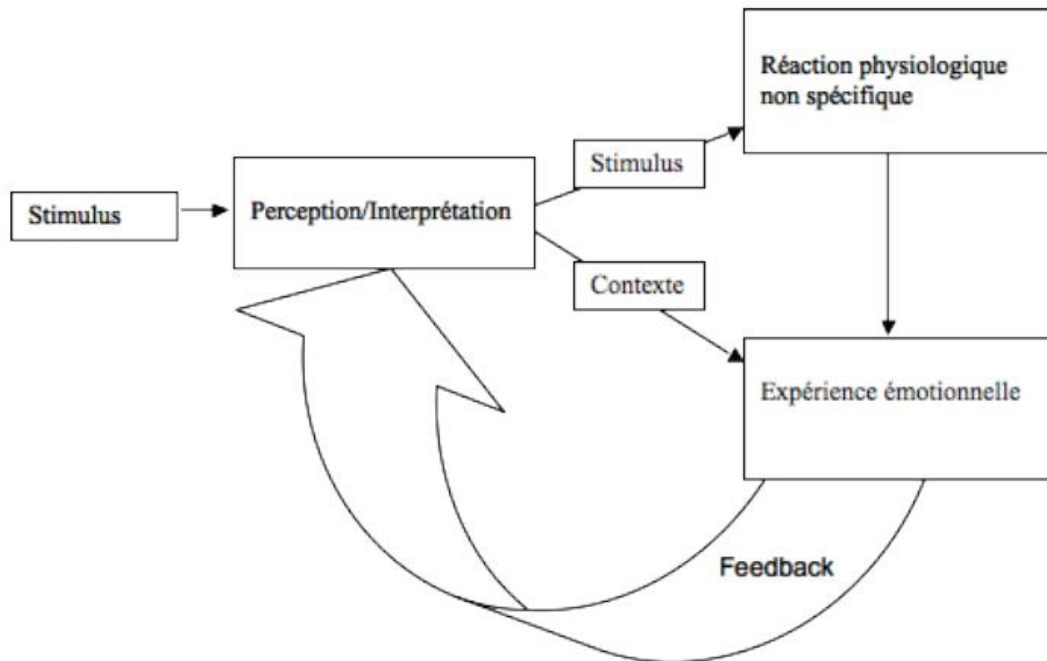 Réaction physiologique
non spécifique
Stimulus
Stimulus
Perception/Interprétation
Contexte
Expérience émotionnelle
Feedback